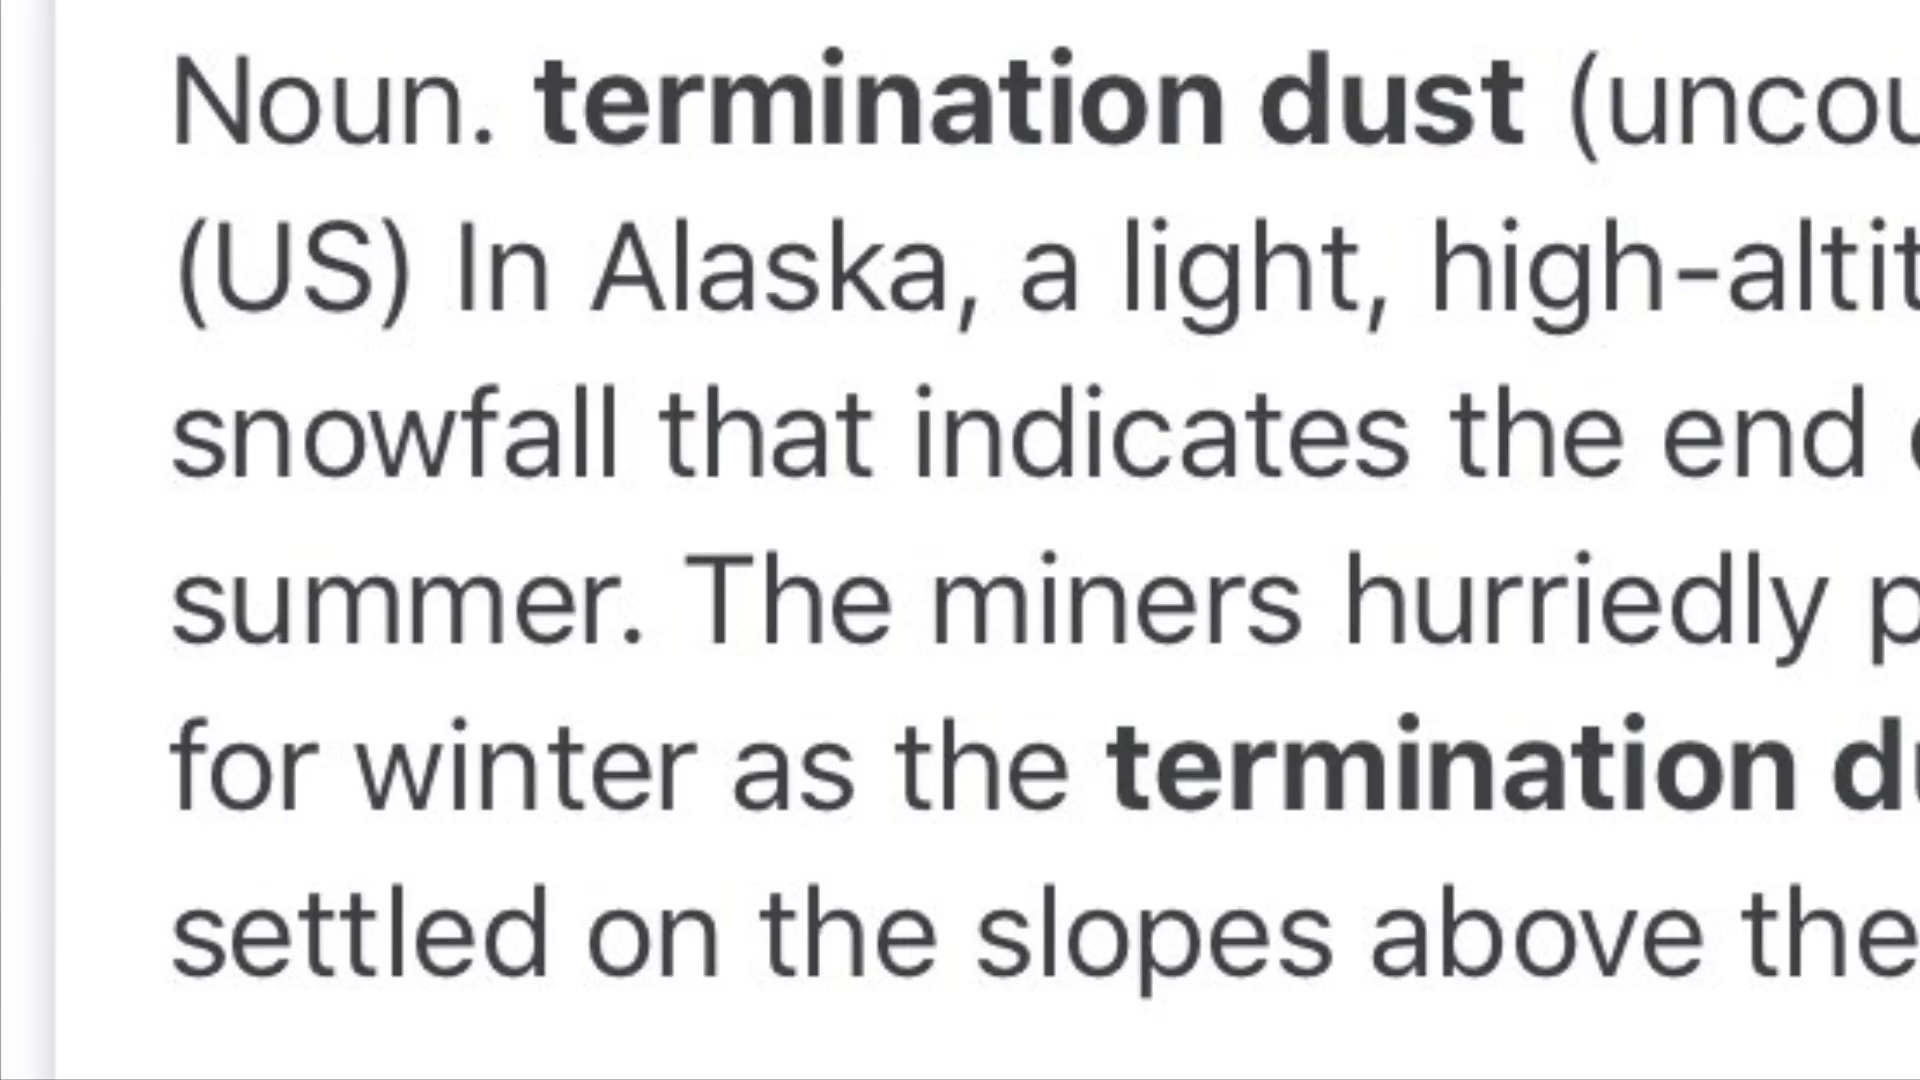 Noun. termination dust (uncou
(US) In Alaska, a light, high-altit
snowfall that indicates the end
summer. The miners hurriedly p
for winter as the termination du
settled on the slopes above the